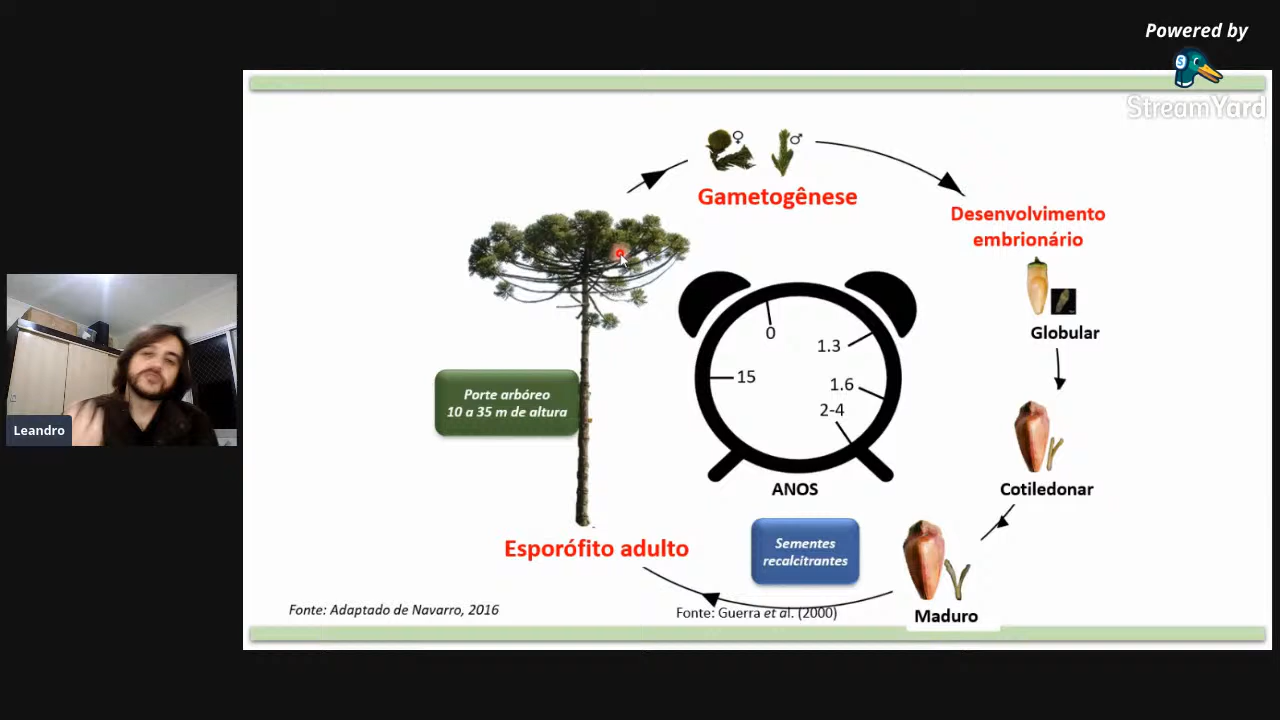 Powered by
StreamYard
♀ ♂
Gametogênese
Desenvolvimento
embrionário
Globular
0
1.3
15
1.6
2-4
Porte arbóreo
10 a 35 m de altura
Leandro
ANOS
Cotiledonar
Sementes
recalcitrantes
Esporófito adulto
Fonte: Adaptado de Navarro, 2016
Fonte: Guerra et al. (2000)
Maduro